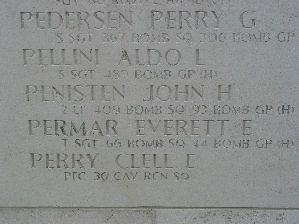 PEDERSEN PERRY G
S SGT 367 BOMB SQ 306 BOMB GP
PELLINI ALDO L
S SGT 489 BOMB GP (H)
PENISTEN JOHN H
2 LT 409 BOMB SQ 93 BOMB GP (H)
PERMAR EVERETT E
T SGT 66 BOMB SQ 44 BOMB GP (H)
PERRY CLELL E
PFC 30 CAV RCN SQ